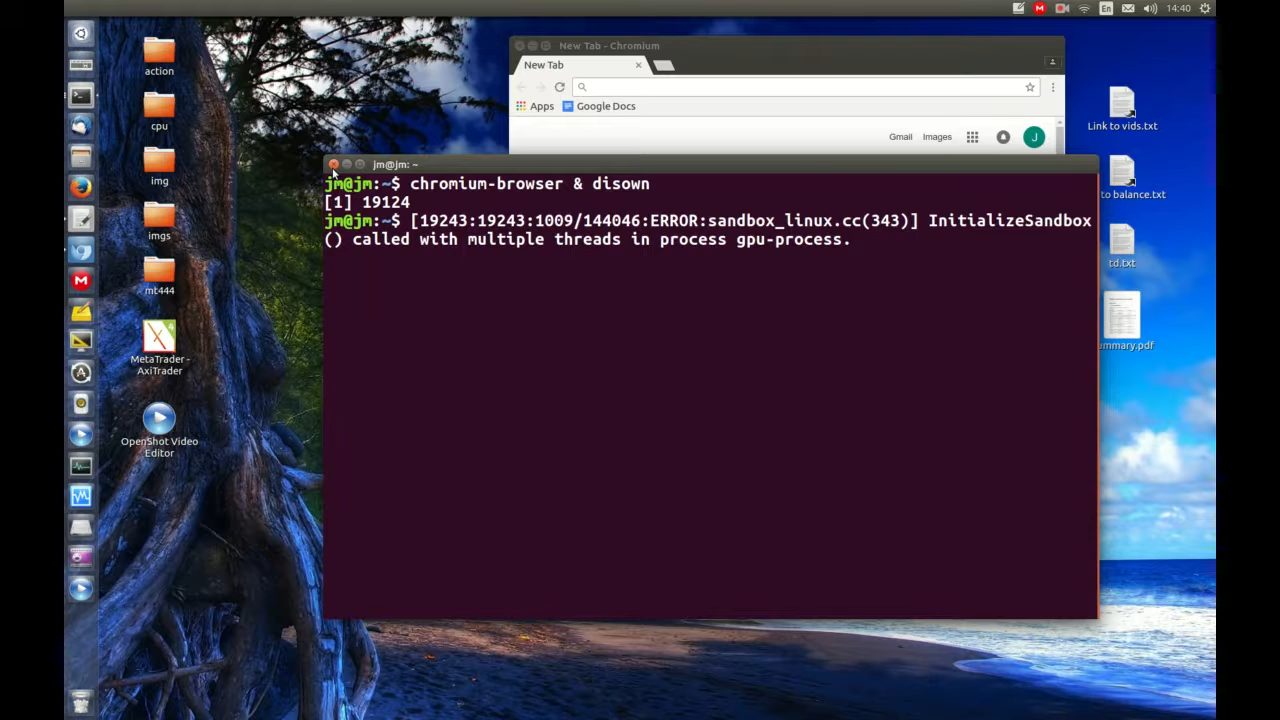 En
14:40
action
cpu
img
imgs
mt444
MetaTrader -
AxiTrader
OpenShot Video
Editor
New Tab - Chromium
New Tab
Apps
Google Docs
Gmail
Images
J
jm@jm: ~
jm@jm:~$ chromium-browser & disown
[1] 19124
jm@jm:~$ [19243:19243:1009/144046:ERROR:sandbox_linux.cc(343)] InitializeSandbox
() called with multiple threads in process gpu-process.
Link to vids.txt
to balance.txt
td.txt
ummary.pdf